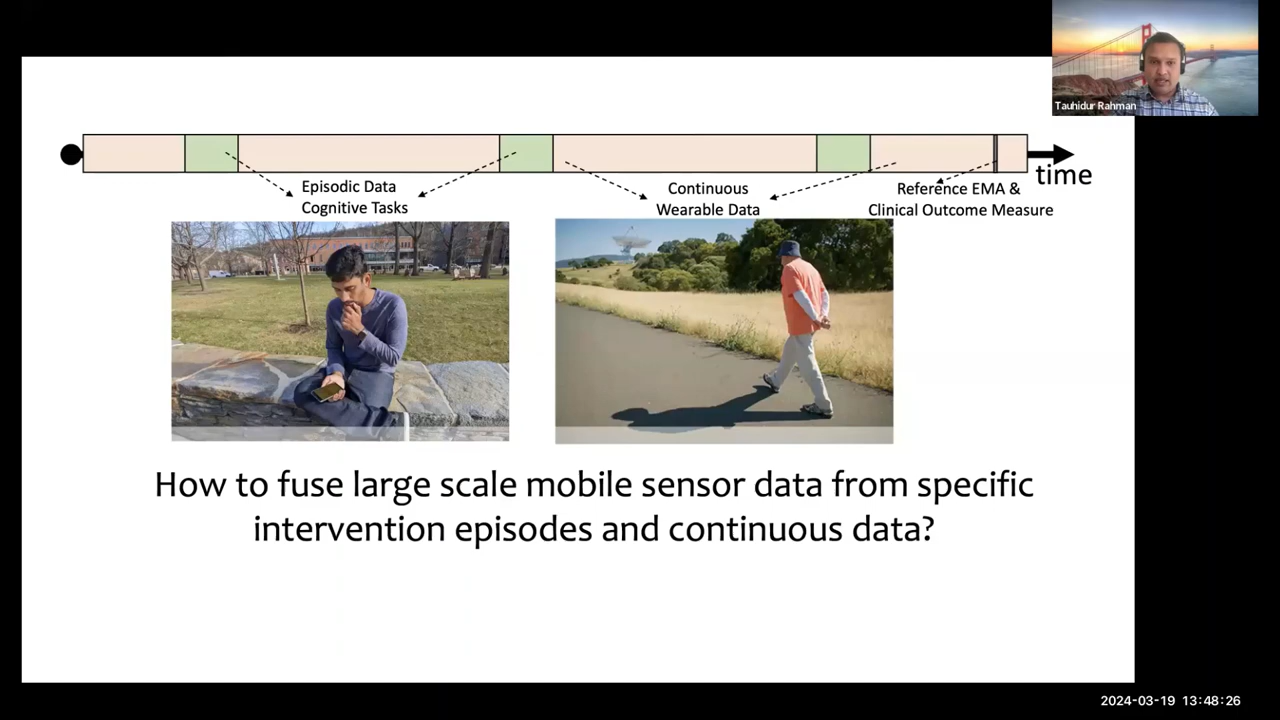 Tauhidur Rahman
time
Episodic Data
Cognitive Tasks
Continuous
Wearable Data
Reference EMA &
Clinical Outcome Measure
How to fuse large scale mobile sensor data from specific
intervention episodes and continuous data?
2024-03-19 13:48:26